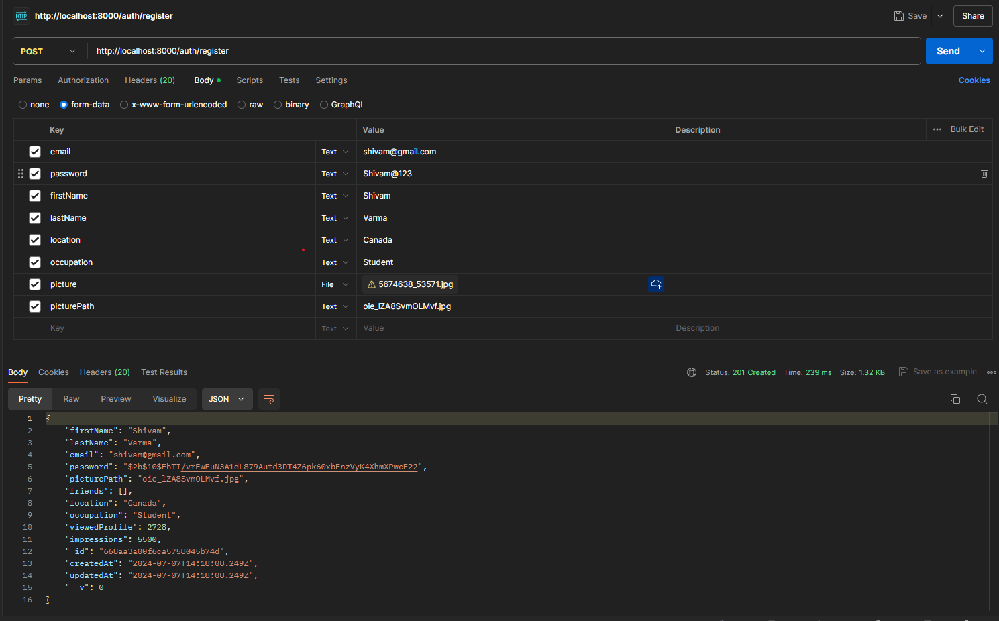 HTTP http://localhost:8000/auth/register Save Share
POST http://localhost:8000/auth/register Send
Params Authorization Headers (20) Body Scripts Tests Settings Cookies
none form-data x-www-form-urlencoded raw binary GraphQL
Key Value Description ••• Bulk Edit
email Text shivam@gmail.com
password Text Shivam@123
firstName Text Shivam
lastName Text Varma
location Text Canada
occupation Text Student
picture File 5674638_53571.jpg
picturePath Text oie_lZA8SvmOLMvf.jpg
Key Text Value Description
Body Cookies Headers (20) Test Results Status: 201 Created Time: 239 ms Size: 1.32 KB Save as example
Pretty Raw Preview Visualize JSON
1 {
2 "firstName": "Shivam",
3 "lastName": "Varma",
4 "email": "shivam@gmail.com",
5 "password": "$2b$10$EhTI/vrEwFuN3A1dL879Autd3DT4Z6pk60xbEnzVyK4XhmXPwcE22",
6 "picturePath": "oie_lZA8SvmOLMvf.jpg",
7 "friends": [],
8 "location": "Canada",
9 "occupation": "Student",
10 "viewedProfile": 2728,
11 "impressions": 5500,
12 "_id": "668aa3a00f6ca5758045b74d",
13 "createdAt": "2024-07-07T14:18:08.249Z",
14 "updatedAt": "2024-07-07T14:18:08.249Z",
15 "__v": 0
16 }